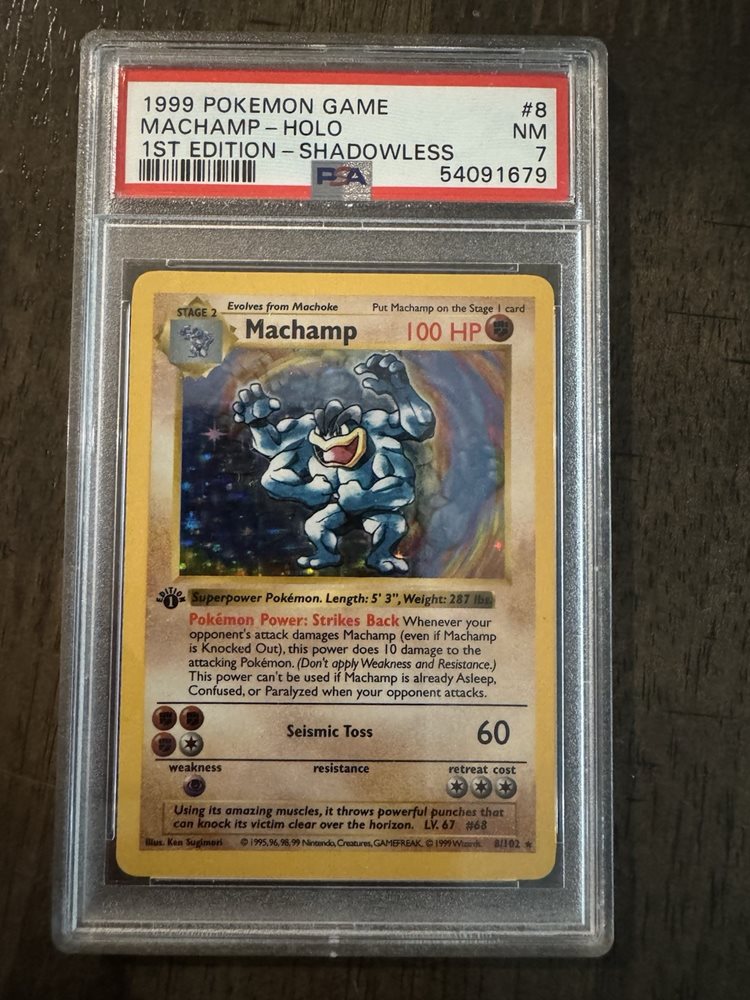 1999 POKEMON GAME #8
MACHAMP - HOLO NM
1ST EDITION - SHADOWLESS 7
PSA 54091679
STAGE 2 Evolves from Machoke Put Machamp on the Stage 1 card
Machamp 100 HP
EDITION 1
Superpower Pokémon. Length: 5' 3", Weight: 287 lbs.
Pokémon Power: Strikes Back Whenever your
opponent's attack damages Machamp (even if Machamp
is Knocked Out), this power does 10 damage to the
attacking Pokémon. (Don't apply Weakness and Resistance.)
This power can't be used if Machamp is already Asleep,
Confused, or Paralyzed when your opponent attacks.
Seismic Toss 60
weakness resistance retreat cost
Using its amazing muscles, it throws powerful punches that
can knock its victim clear over the horizon. LV. 67 #68
Illus. Ken Sugimori © 1995, 96, 98, 99 Nintendo, Creatures, GAMEFREAK. © 1999 Wizards. 8/102 ★